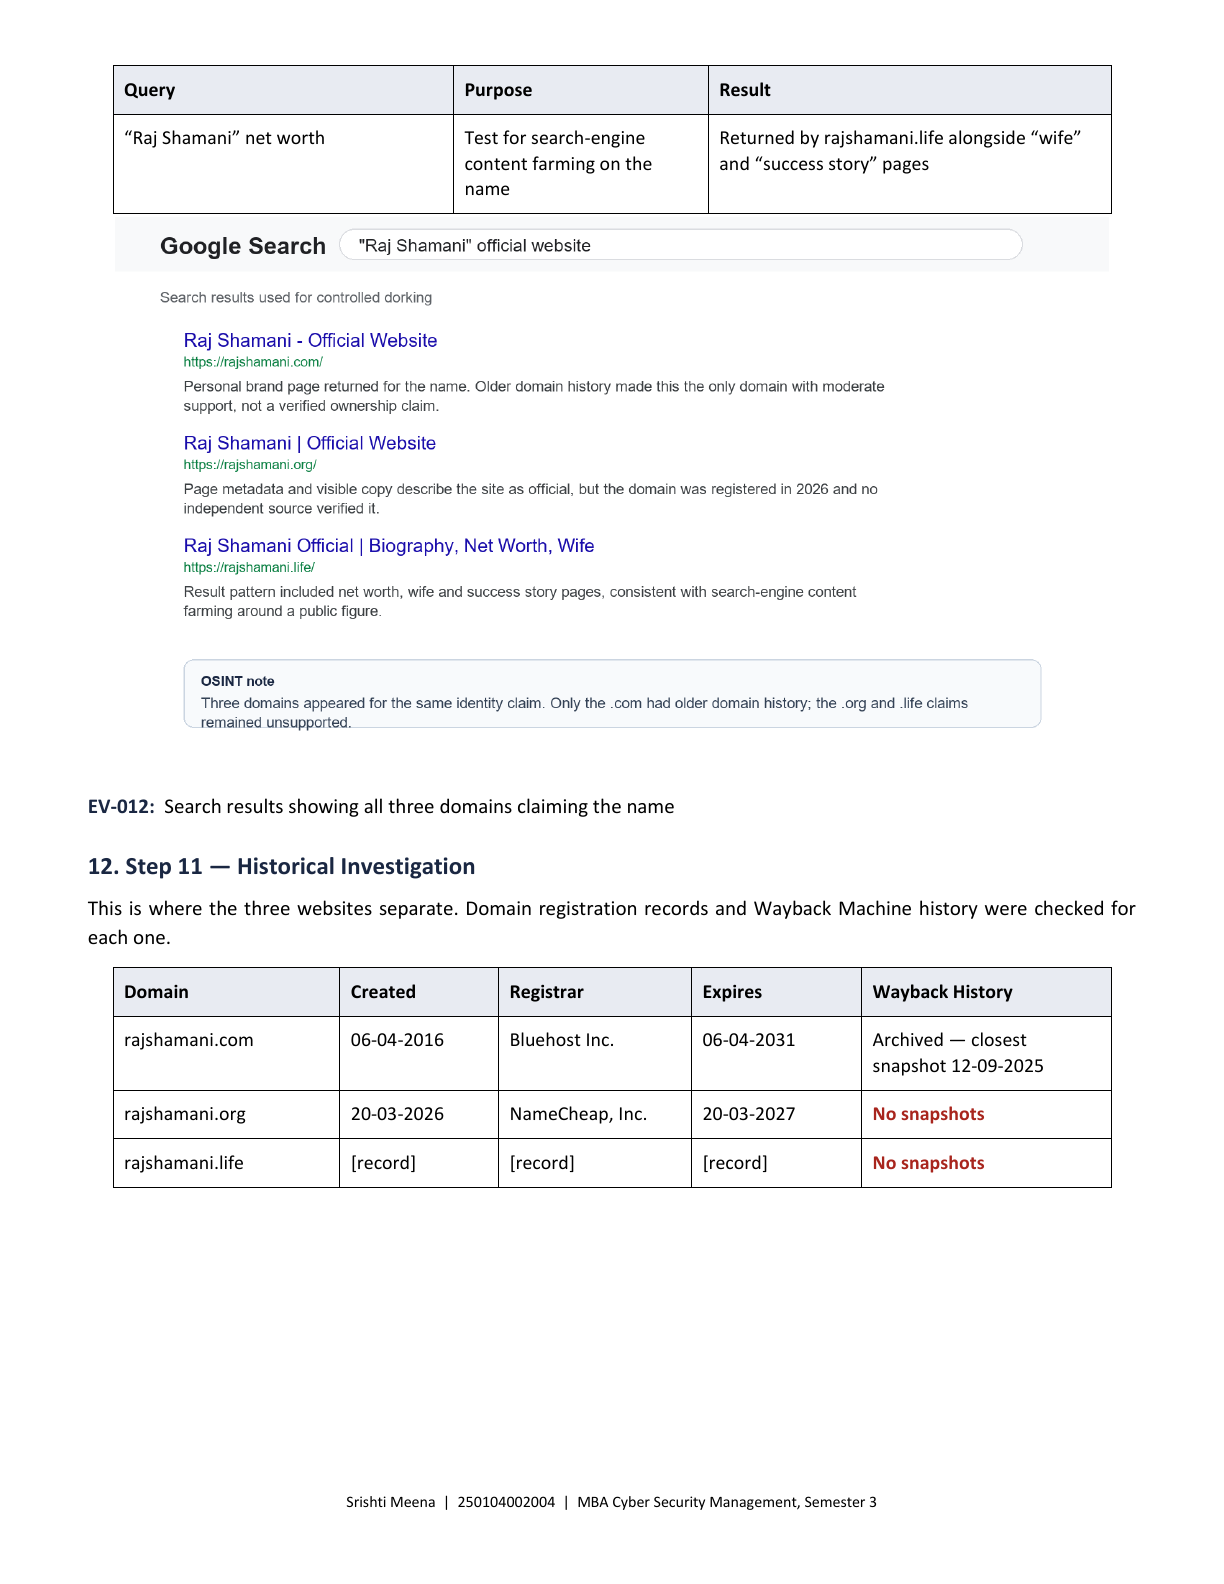 Query Purpose Result
“Raj Shamani” net worth Test for search-engine content farming on the name Returned by rajshamani.life alongside “wife” and “success story” pages
Google Search "Raj Shamani" official website
Search results used for controlled dorking
Raj Shamani - Official Website
https://rajshamani.com/
Personal brand page returned for the name. Older domain history made this the only domain with moderate
support, not a verified ownership claim.
Raj Shamani | Official Website
https://rajshamani.org/
Page metadata and visible copy describe the site as official, but the domain was registered in 2026 and no
independent source verified it.
Raj Shamani Official | Biography, Net Worth, Wife
https://rajshamani.life/
Result pattern included net worth, wife and success story pages, consistent with search-engine content
farming around a public figure.
OSINT note
Three domains appeared for the same identity claim. Only the .com had older domain history; the .org and .life claims
remained unsupported.
EV-012: Search results showing all three domains claiming the name
12. Step 11 — Historical Investigation
This is where the three websites separate. Domain registration records and Wayback Machine history were checked for
each one.
Domain Created Registrar Expires Wayback History
rajshamani.com 06-04-2016 Bluehost Inc. 06-04-2031 Archived — closest snapshot 12-09-2025
rajshamani.org 20-03-2026 NameCheap, Inc. 20-03-2027 No snapshots
rajshamani.life [record] [record] [record] No snapshots
Srishti Meena | 250104002004 | MBA Cyber Security Management, Semester 3